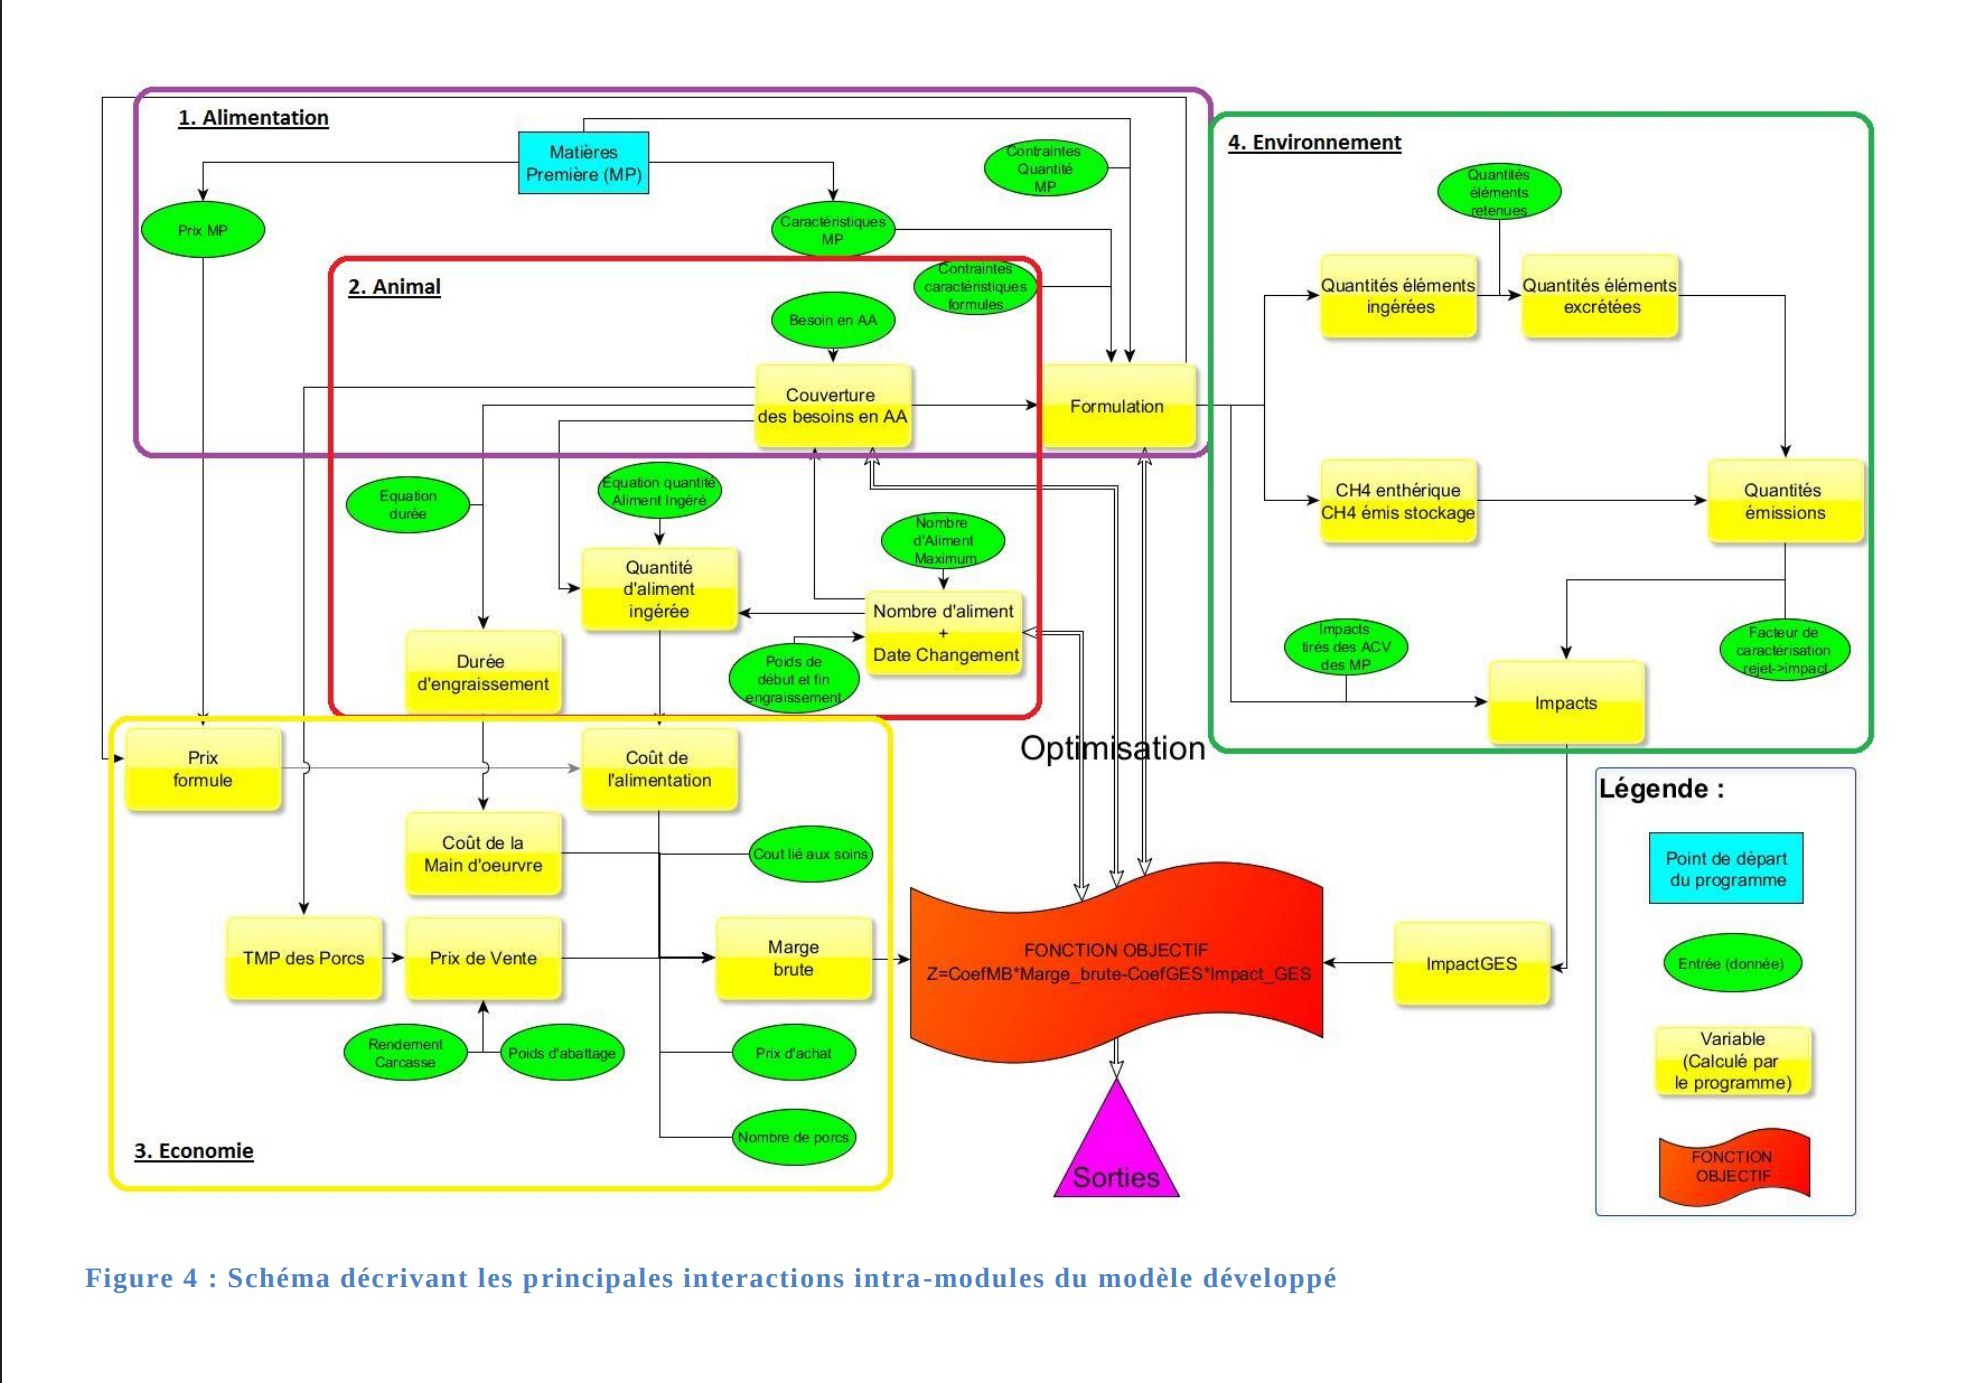 1. Alimentation
Matières
Première (MP)
Contraintes
Quantité
MP
Prix MP
Caractéristiques
MP
2. Animal
Contraintes
caractéristiques
formules
Besoin en AA
Couverture
des besoins en AA
Formulation
Equation
durée
Equation quantité
Aliment Ingéré
Nombre
d'Aliment
Maximum
Quantité
d'aliment
ingérée
Nombre d'aliment
+
Date Changement
Durée
d'engraissement
Poids de
début et fin
engraissement
4. Environnement
Quantités
éléments
retenues
Quantités éléments
ingérées
Quantités éléments
excrétées
CH4 enthérique
CH4 émis stockage
Quantités
émissions
Impacts
tirés des ACV
des MP
Facteur de
caractérisation
rejet->impact
Impacts
Prix
formule
Coût de
l'alimentation
Coût de la
Main d'oeurvre
Cout lié aux soins
TMP des Porcs
Prix de Vente
Marge
brute
Rendement
Carcasse
Poids d'abattage
Prix d'achat
Nombre de porcs
3. Economie
Optimisation
FONCTION OBJECTIF
Z=CoefMB*Marge_brute-CoefGES*Impact_GES
ImpactGES
Sorties
Légende :
Point de départ
du programme
Entrée (donnée)
Variable
(Calculé par
le programme)
FONCTION
OBJECTIF
Figure 4 : Schéma décrivant les principales interactions intra-modules du modèle développé